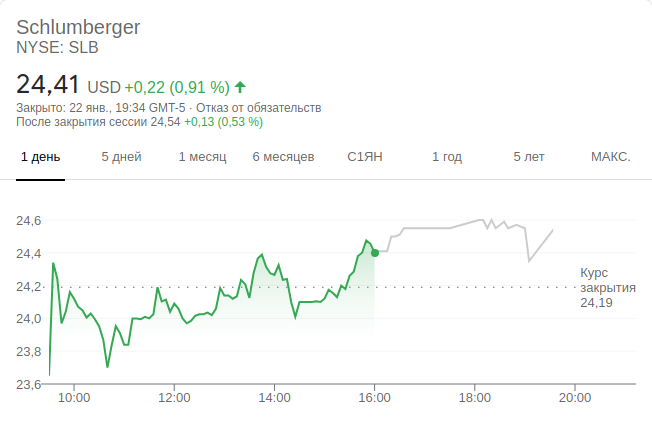 Schlumberger
NYSE: SLB
24,41 USD +0,22 (0,91 %)
Закрыто: 22 янв., 19:34 GMT-5 · Отказ от обязательств
После закрытия сессии 24,54 +0,13 (0,53 %)
1 день 5 дней 1 месяц 6 месяцев С1ЯН 1 год 5 лет МАКС.
24,6
24,4
24,2
24,0
23,8
23,6
Курс
закрытия
24,19
10:00 12:00 14:00 16:00 18:00 20:00